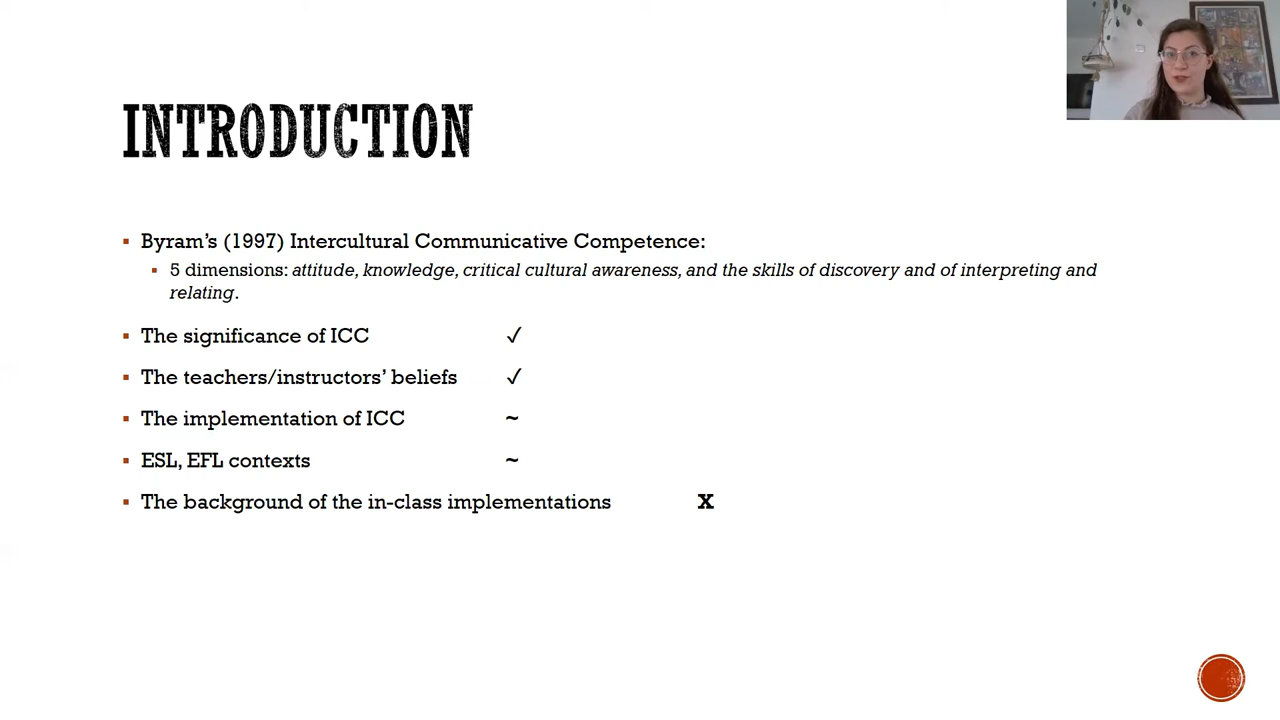 INTRODUCTION
▪ Byram's (1997) Intercultural Communicative Competence:
▪ 5 dimensions: attitude, knowledge, critical cultural awareness, and the skills of discovery and of interpreting and
relating.
▪ The significance of ICC ✓
▪ The teachers/instructors' beliefs ✓
▪ The implementation of ICC ~
▪ ESL, EFL contexts ~
▪ The background of the in-class implementations X